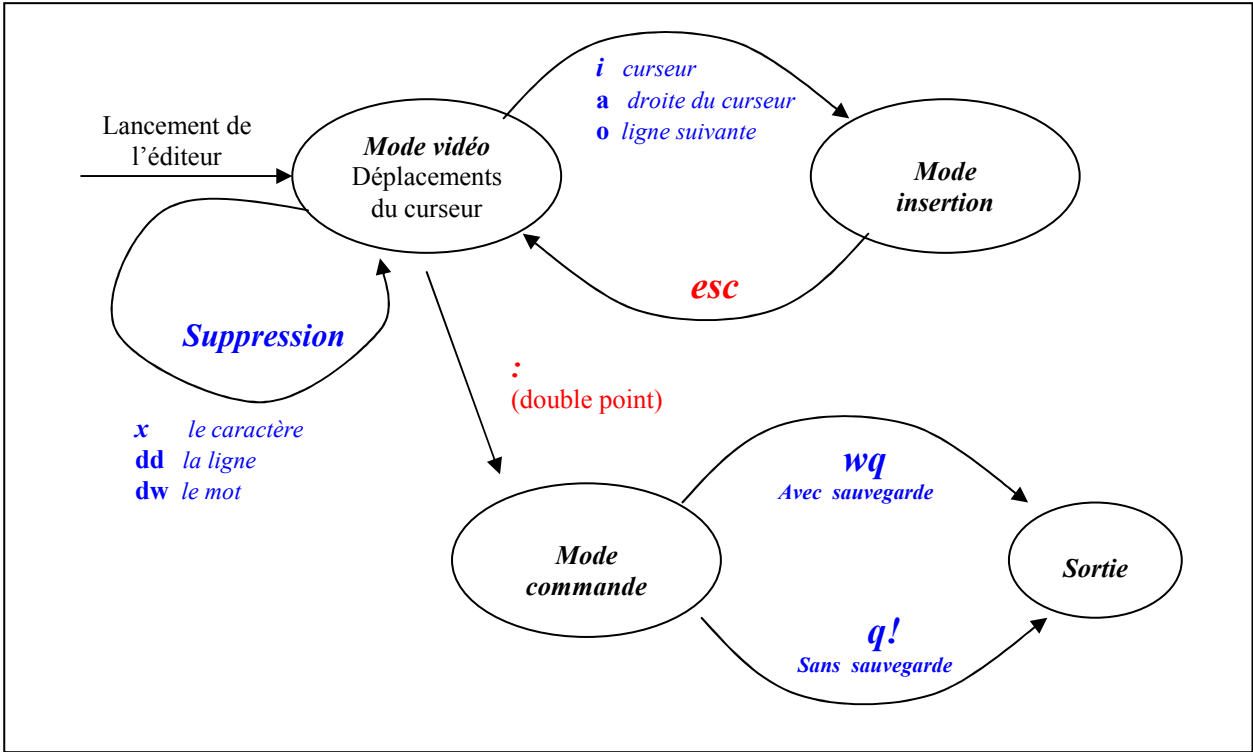 Lancement de
l’éditeur
Mode vidéo
Déplacements
du curseur
i curseur
a droite du curseur
o ligne suivante
Mode
insertion
esc
Suppression
x le caractère
dd la ligne
dw le mot
:
(double point)
Mode
commande
wq
Avec sauvegarde
q!
Sans sauvegarde
Sortie